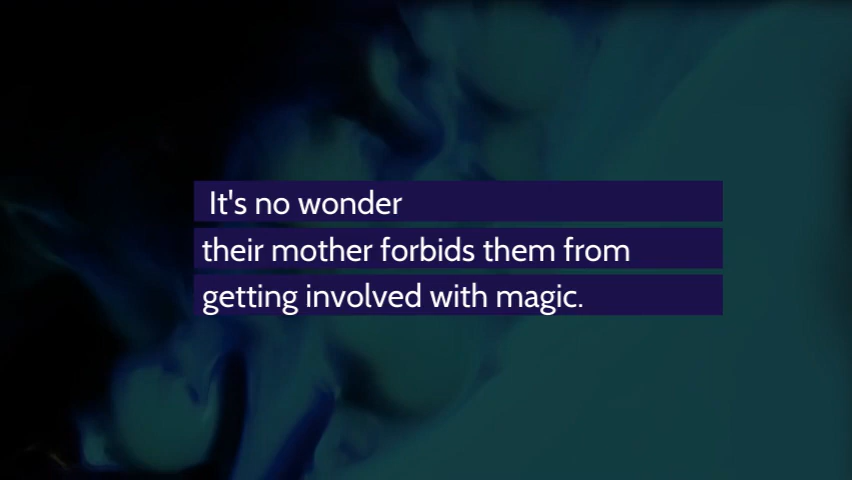 It's no wonder
their mother forbids them from
getting involved with magic.